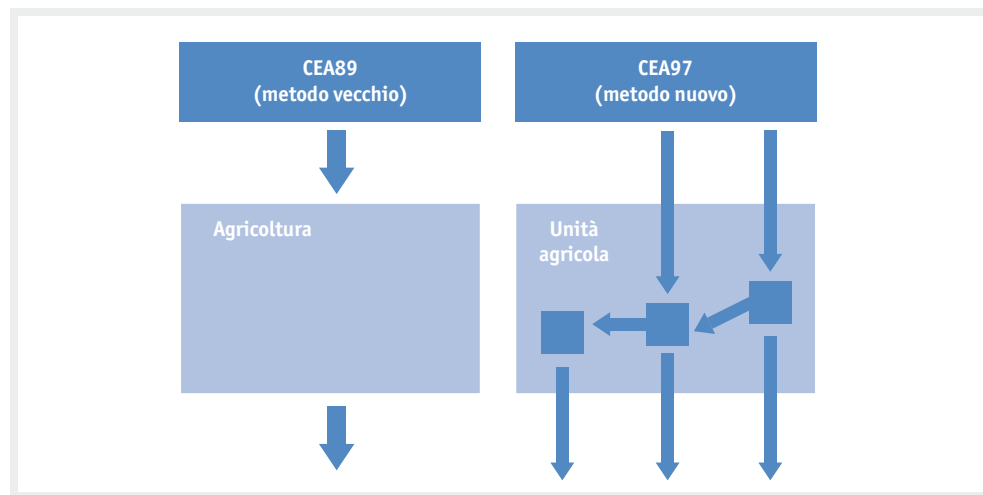 CEA89
(metodo vecchio)
CEA97
(metodo nuovo)
Agricoltura
Unità
agricola